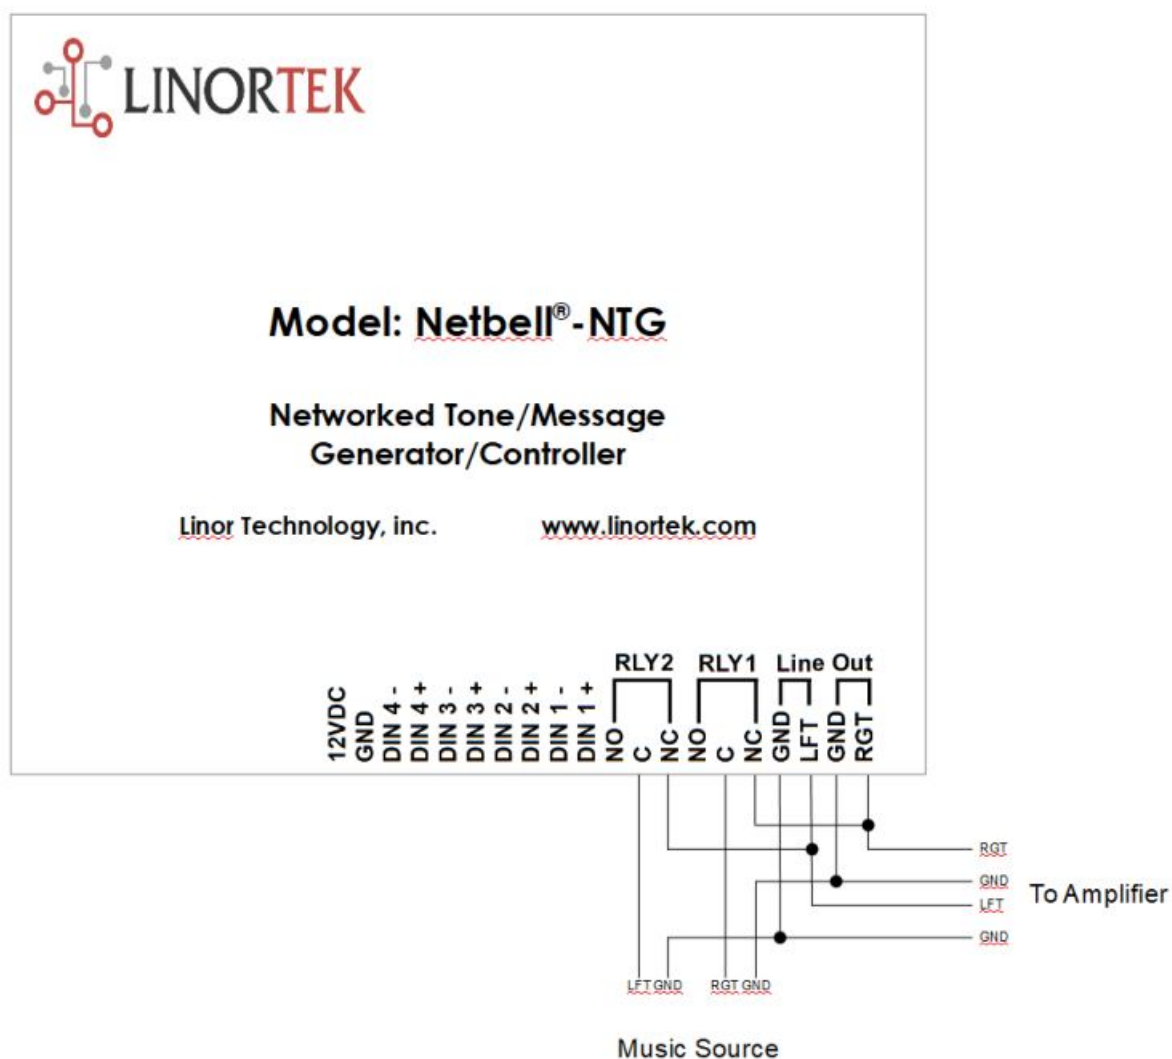 LINORTEK
Model: Netbell®-NTG
Networked Tone/Message
Generator/Controller
Linor Technology, inc. www.linortek.com
RLY2 RLY1 Line Out
12VDC
GND
DIN 4 -
DIN 4 +
DIN 3 -
DIN 3 +
DIN 2 -
DIN 2 +
DIN 1 -
DIN 1 +
NO
C
NC
NO
C
NC
GND
LFT
GND
RGT
RGT
GND
To Amplifier
LFT
GND
LFT GND RGT GND
Music Source